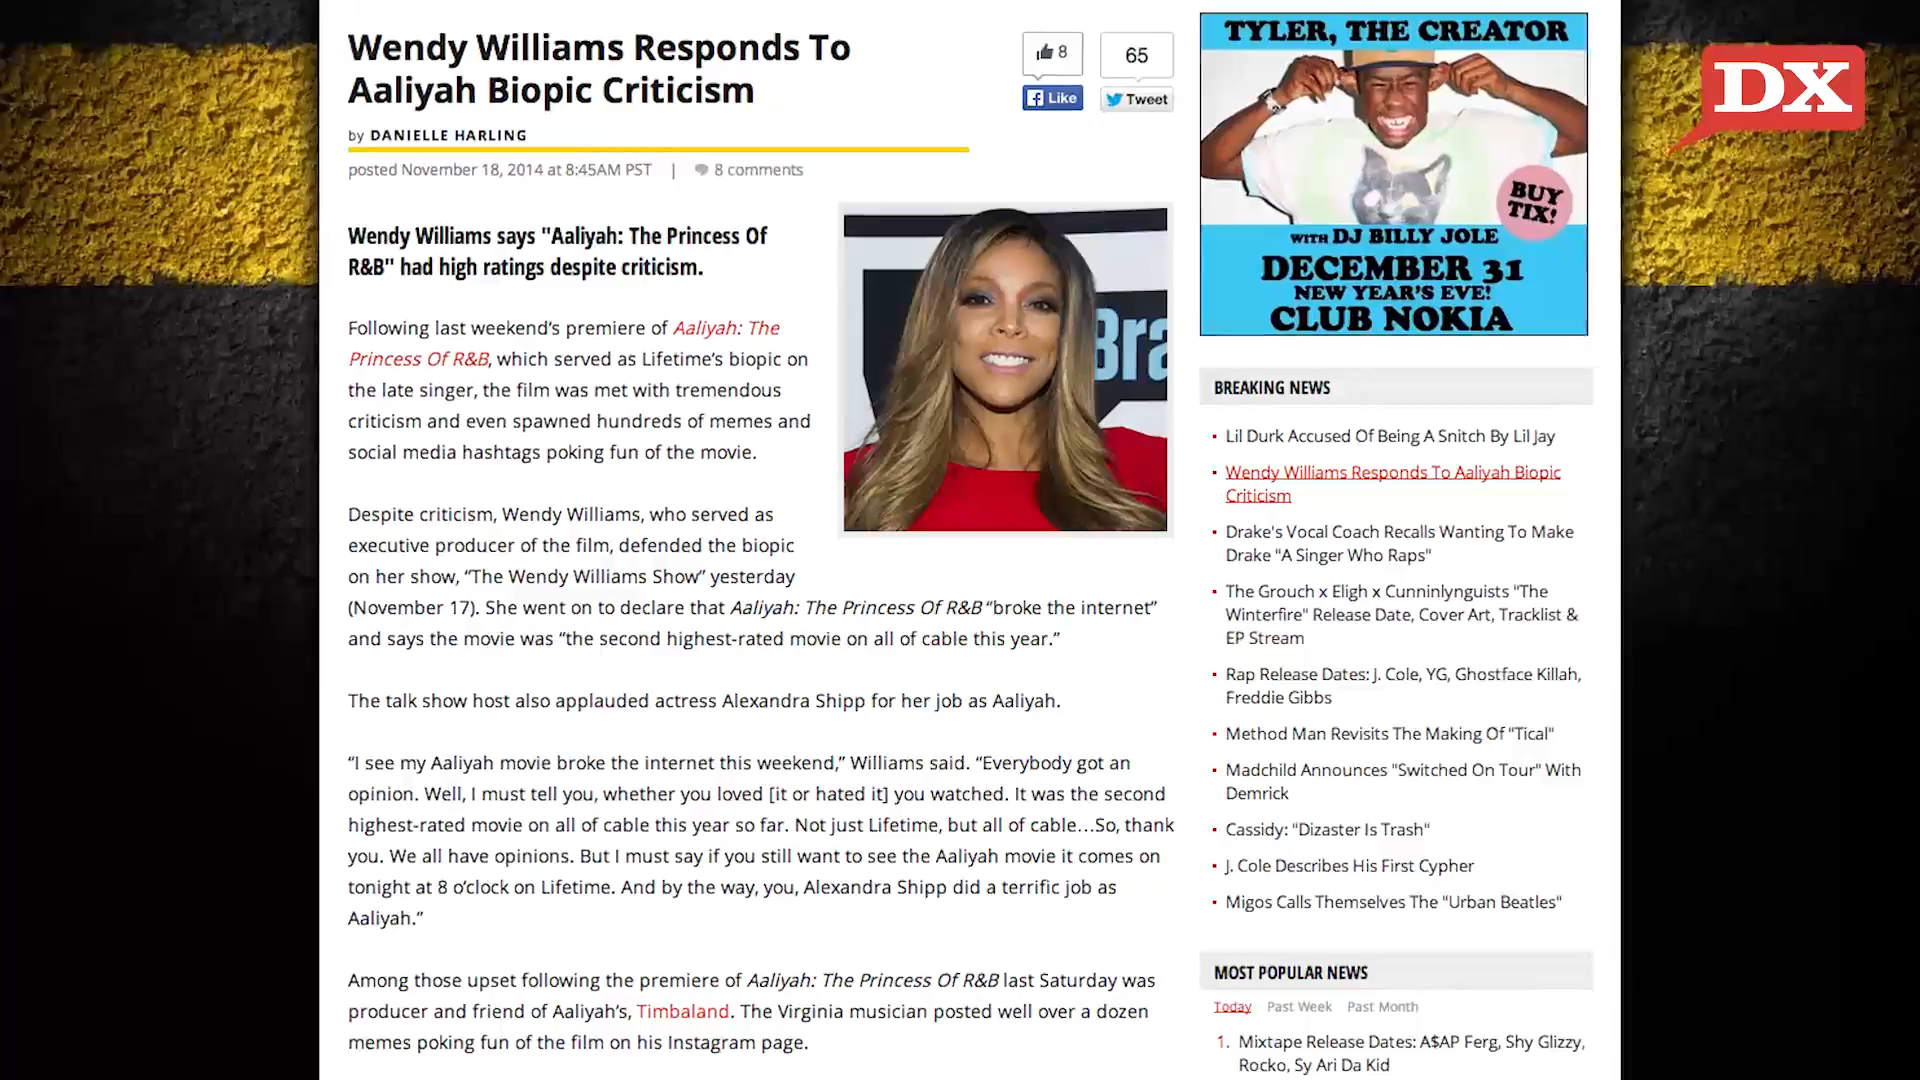 Wendy Williams Responds To
Aaliyah Biopic Criticism
8
Like
65
Tweet
by DANIELLE HARLING
posted November 18, 2014 at 8:45AM PST | 8 comments
Wendy Williams says "Aaliyah: The Princess Of
R&B" had high ratings despite criticism.
Following last weekend’s premiere of Aaliyah: The
Princess Of R&B, which served as Lifetime’s biopic on
the late singer, the film was met with tremendous
criticism and even spawned hundreds of memes and
social media hashtags poking fun of the movie.
Despite criticism, Wendy Williams, who served as
executive producer of the film, defended the biopic
on her show, “The Wendy Williams Show” yesterday
(November 17). She went on to declare that Aaliyah: The Princess Of R&B “broke the internet”
and says the movie was “the second highest-rated movie on all of cable this year.”
The talk show host also applauded actress Alexandra Shipp for her job as Aaliyah.
“I see my Aaliyah movie broke the internet this weekend,” Williams said. “Everybody got an
opinion. Well, I must tell you, whether you loved [it or hated it] you watched. It was the second
highest-rated movie on all of cable this year so far. Not just Lifetime, but all of cable…So, thank
you. We all have opinions. But I must say if you still want to see the Aaliyah movie it comes on
tonight at 8 o’clock on Lifetime. And by the way, you, Alexandra Shipp did a terrific job as
Aaliyah.”
Among those upset following the premiere of Aaliyah: The Princess Of R&B last Saturday was
producer and friend of Aaliyah’s, Timbaland. The Virginia musician posted well over a dozen
memes poking fun of the film on his Instagram page.
Bra
TYLER, THE CREATOR
BUY
TIX!
WITH DJ BILLY JOLE
DECEMBER 31
NEW YEAR'S EVE!
CLUB NOKIA
DX
BREAKING NEWS
Lil Durk Accused Of Being A Snitch By Lil Jay
Wendy Williams Responds To Aaliyah Biopic
Criticism
Drake's Vocal Coach Recalls Wanting To Make
Drake "A Singer Who Raps"
The Grouch x Eligh x Cunninlynguists "The
Winterfire" Release Date, Cover Art, Tracklist &
EP Stream
Rap Release Dates: J. Cole, YG, Ghostface Killah,
Freddie Gibbs
Method Man Revisits The Making Of "Tical"
Madchild Announces "Switched On Tour" With
Demrick
Cassidy: "Dizaster Is Trash"
J. Cole Describes His First Cypher
Migos Calls Themselves The "Urban Beatles"
MOST POPULAR NEWS
Today Past Week Past Month
1. Mixtape Release Dates: A$AP Ferg, Shy Glizzy,
Rocko, Sy Ari Da Kid